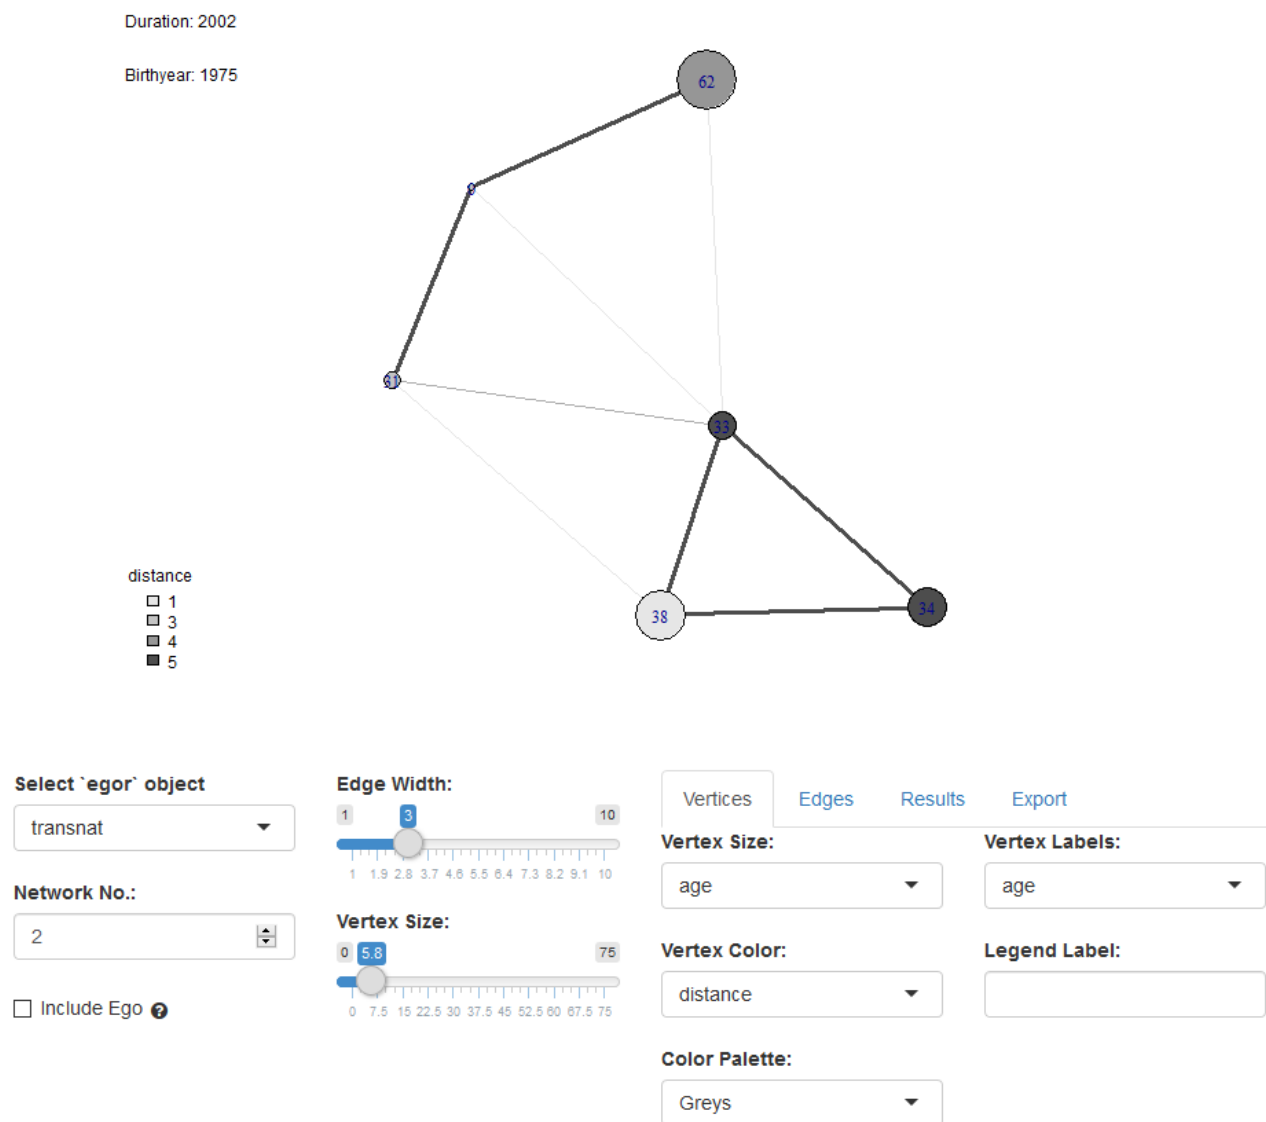 Duration: 2002
Birthyear: 1975
62
9
31
33
38
34
distance
1
3
4
5
Select `egor` object
transnat
Network No.:
2
Include Ego ?
Edge Width:
1 3 10
1 1.9 2.8 3.7 4.6 5.5 6.4 7.3 8.2 9.1 10
Vertex Size:
0 5.8 75
0 7.5 15 22.5 30 37.5 45 52.5 60 67.5 75
Vertices Edges Results Export
Vertex Size: Vertex Labels:
age age
Vertex Color: Legend Label:
distance
Color Palette:
Greys